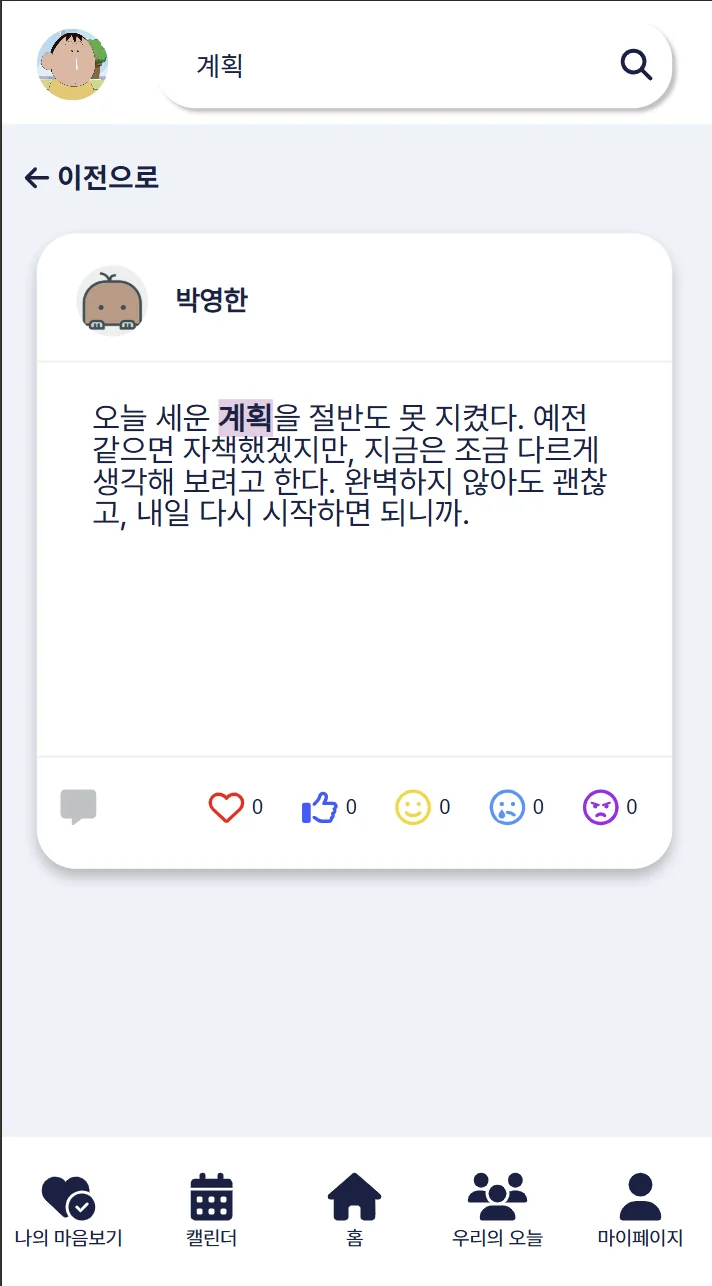 계획
이전으로
박영한
오늘 세운 계획을 절반도 못 지켰다. 예전
같으면 자책했겠지만, 지금은 조금 다르게
생각해 보려고 한다. 완벽하지 않아도 괜찮
고, 내일 다시 시작하면 되니까.
0 0 0 0 0
나의 마음보기 캘린더 홈 우리의 오늘 마이페이지